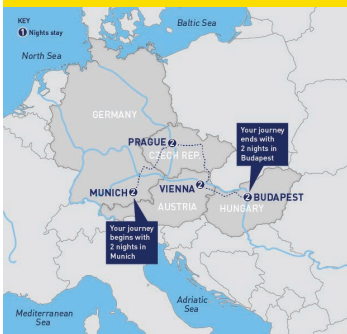 KEY
1 Nights stay
Baltic Sea
North Sea
GERMANY
PRAGUE 2
CZECH REP.
Your journey
ends with
2 nights in
Budapest
MUNICH 2
VIENNA 2
2 BUDAPEST
AUSTRIA
HUNGARY
Your journey
begins with
2 nights in
Munich
Adriatic
Sea
Mediterranean
Sea